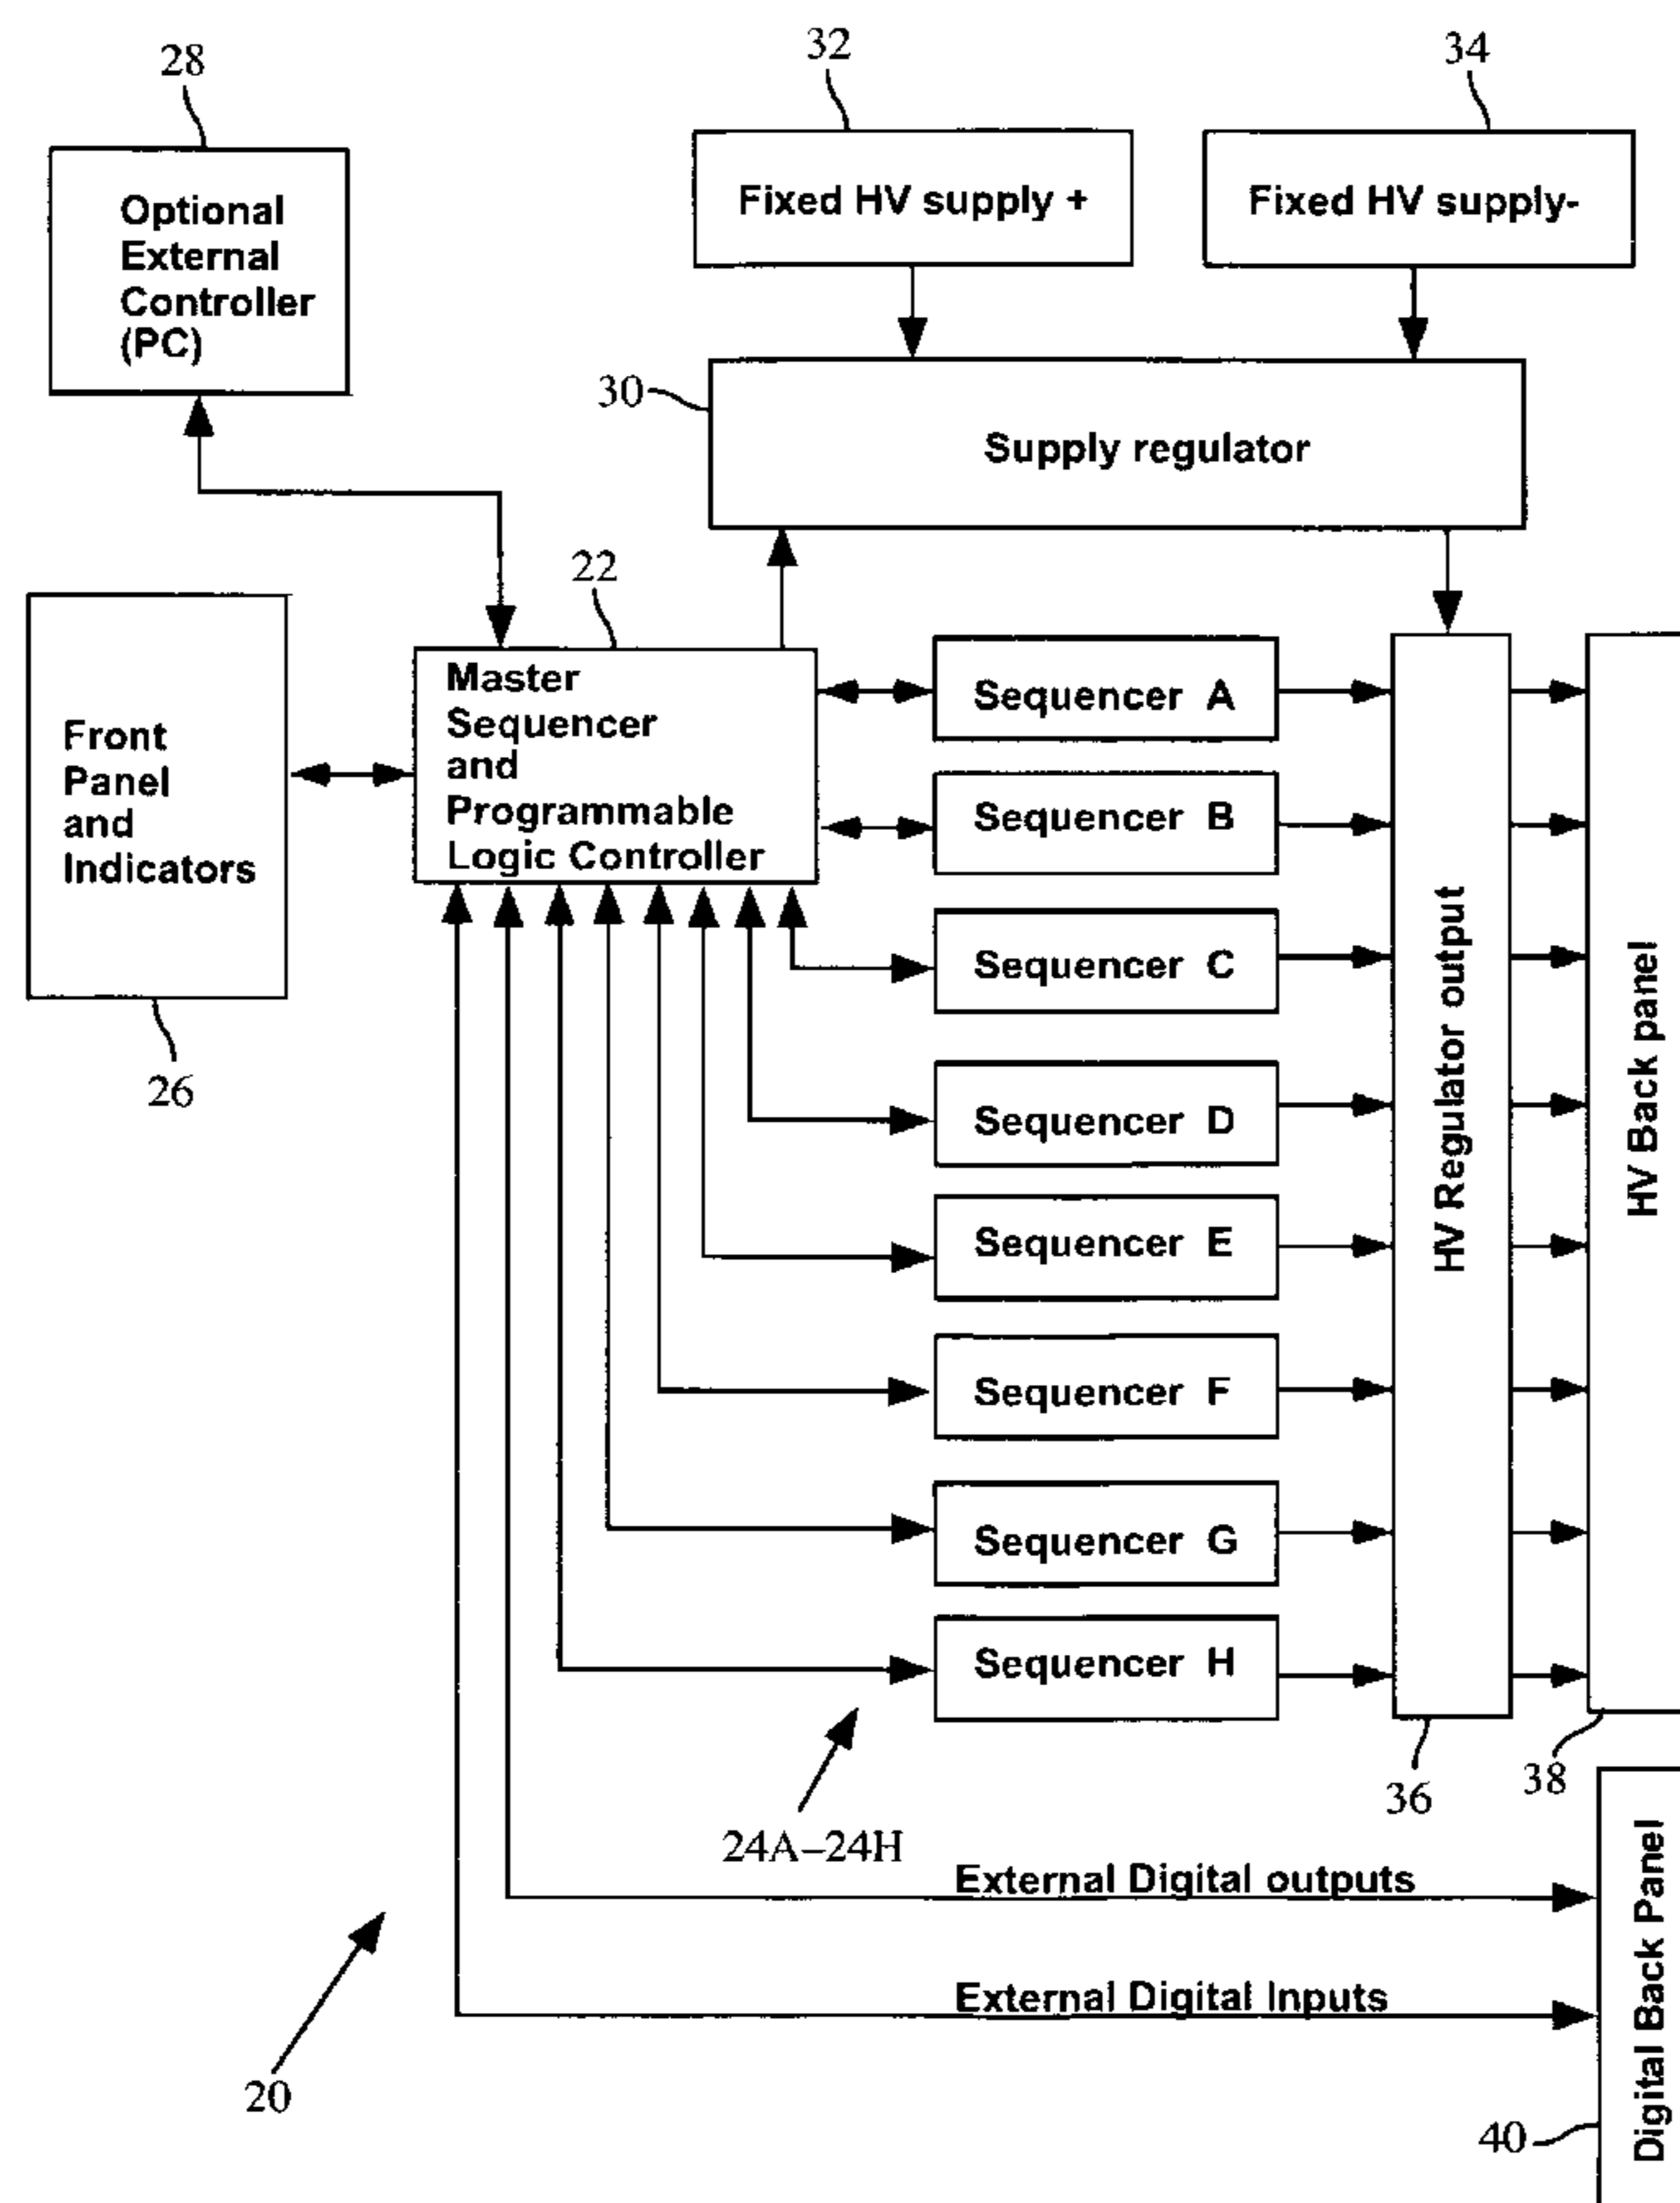 28
32
34
Optional
External
Controller
(PC)
Fixed HV supply +
Fixed HV supply-
30
Supply regulator
22
Master
Sequencer
and
Programmable
Logic Controller
Front
Panel
and
Indicators
26
Sequencer A
Sequencer B
Sequencer C
Sequencer D
Sequencer E
Sequencer F
Sequencer G
Sequencer H
HV Regulator output
HV Back panel
36
38
24A–24H
External Digital outputs
External Digital Inputs
Digital Back Panel
20
40